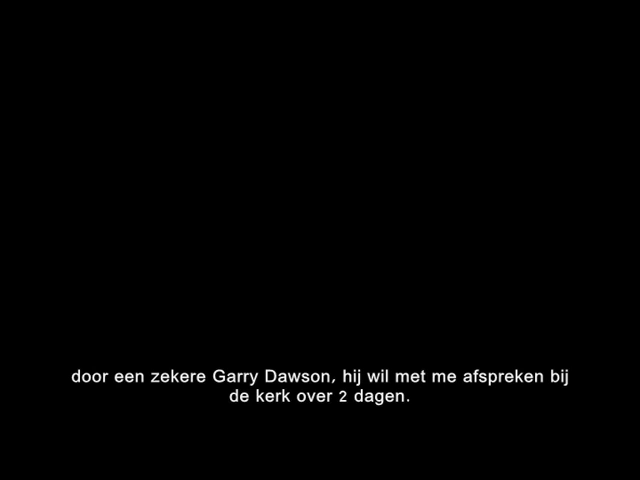 door een zekere Garry Dawson, hij wil met me afspreken bij
de kerk over 2 dagen.